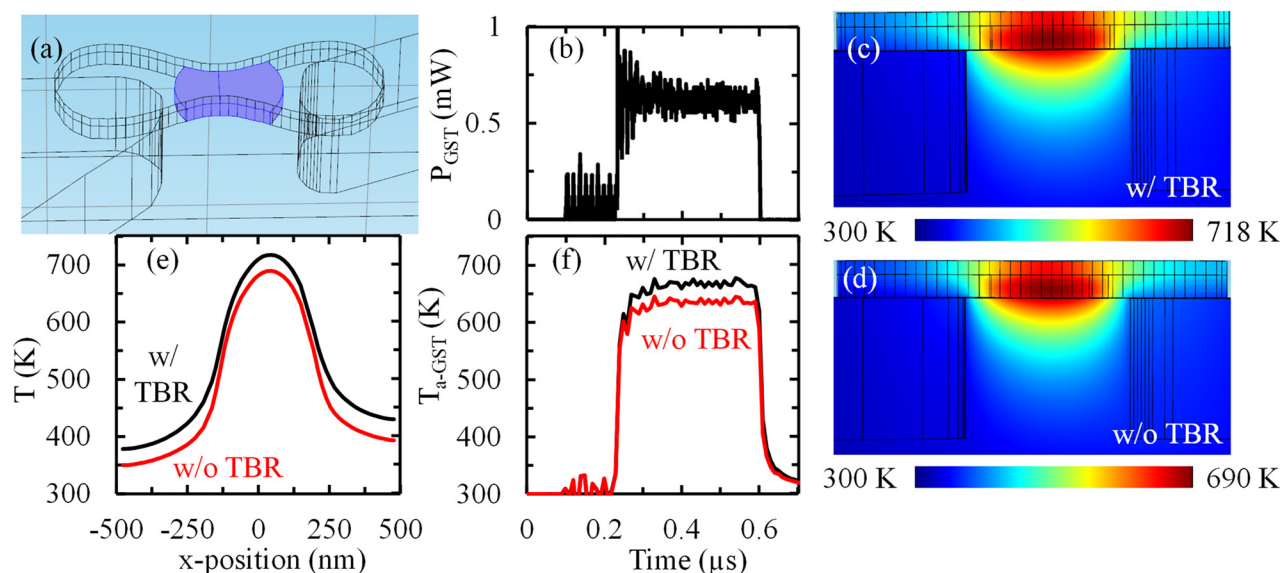 (a)
(b)
P_GST (mW)
1
0.5
0
(c)
w/ TBR
300 K
718 K
(d)
w/o TBR
300 K
690 K
(e)
T (K)
700
600
500
400
300
w/
TBR
w/o TBR
-500 -250 0 250 500
x-position (nm)
(f)
T_a-GST (K)
700
600
500
400
300
w/ TBR
w/o TBR
0 0.2 0.4 0.6
Time (µs)